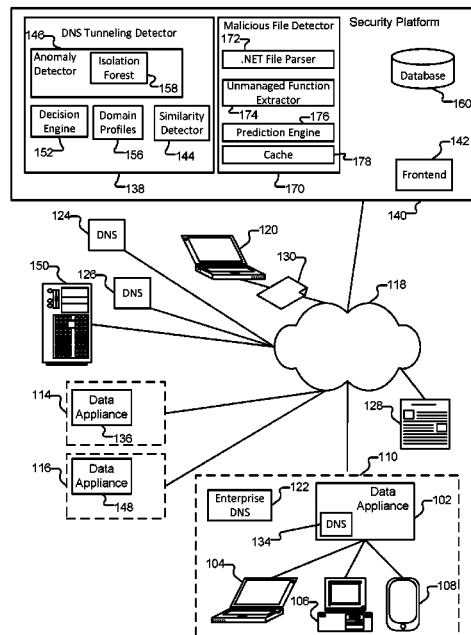 Security Platform
146
DNS Tunneling Detector
Anomaly
Detector
Isolation
Forest
158
Decision
Engine
152
Domain
Profiles
156
Similarity
Detector
144
138
Malicious File Detector
172
.NET File Parser
Unmanaged Function
Extractor
174
176
Prediction Engine
Cache
178
170
Database
160
142
Frontend
140
124
DNS
120
130
118
150
126
DNS
114
Data
Appliance
136
116
Data
Appliance
148
128
110
Enterprise
DNS
122
Data
Appliance
102
DNS
134
104
106
108